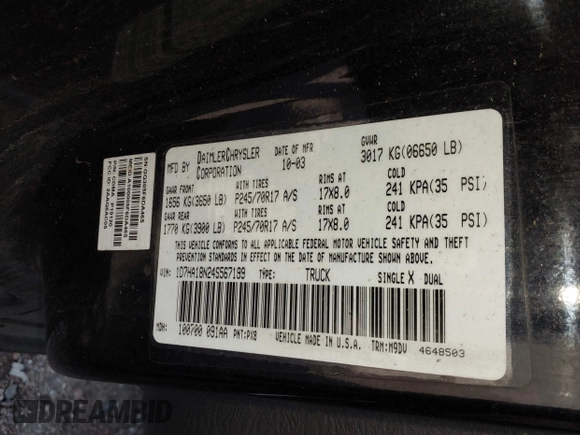 MFD BY DAIMLERCHRYSLER CORPORATION DATE OF MFR 10-03 GVWR 3017 KG(06650 LB)
GAWR FRONT WITH TIRES RIMS AT COLD
1656 KG(3650 LB) P245/70R17 A/S 17X8.0 241 KPA(35 PSI)
GAWR REAR WITH TIRES RIMS AT COLD
1770 KG(3900 LB) P245/70R17 A/S 17X8.0 241 KPA(35 PSI)
THIS VEHICLE CONFORMS TO ALL APPLICABLE FEDERAL MOTOR VEHICLE SAFETY AND THEFT
PREVENTION STANDARDS IN EFFECT ON THE DATE OF MANUFACTURE SHOWN ABOVE.
VIN: 1D7HA18N24S567199 TYPE: TRUCK SINGLE X DUAL
MDH: 100700 091AA PNT:PX8 VEHICLE MADE IN U.S.A. TRM:M9DV 4648503
DREAMBID